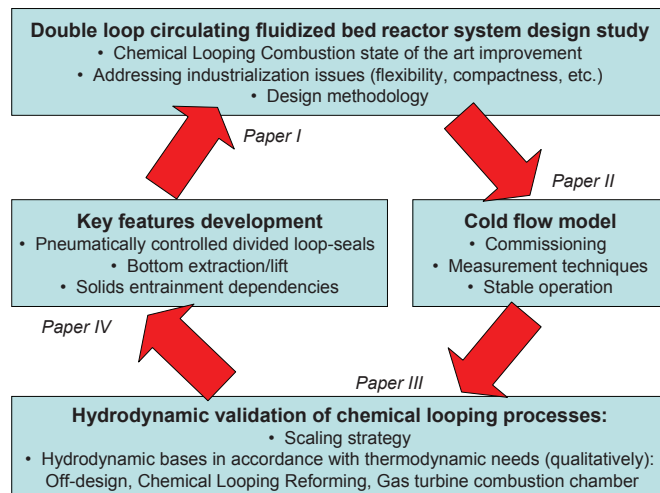 Double loop circulating fluidized bed reactor system design study
• Chemical Looping Combustion state of the art improvement
• Addressing industrialization issues (flexibility, compactness, etc.)
• Design methodology
Paper I
Paper II
Key features development
• Pneumatically controlled divided loop-seals
• Bottom extraction/lift
• Solids entrainment dependencies
Cold flow model
• Commissioning
• Measurement techniques
• Stable operation
Paper IV
Paper III
Hydrodynamic validation of chemical looping processes:
• Scaling strategy
• Hydrodynamic bases in accordance with thermodynamic needs (qualitatively):
Off-design, Chemical Looping Reforming, Gas turbine combustion chamber